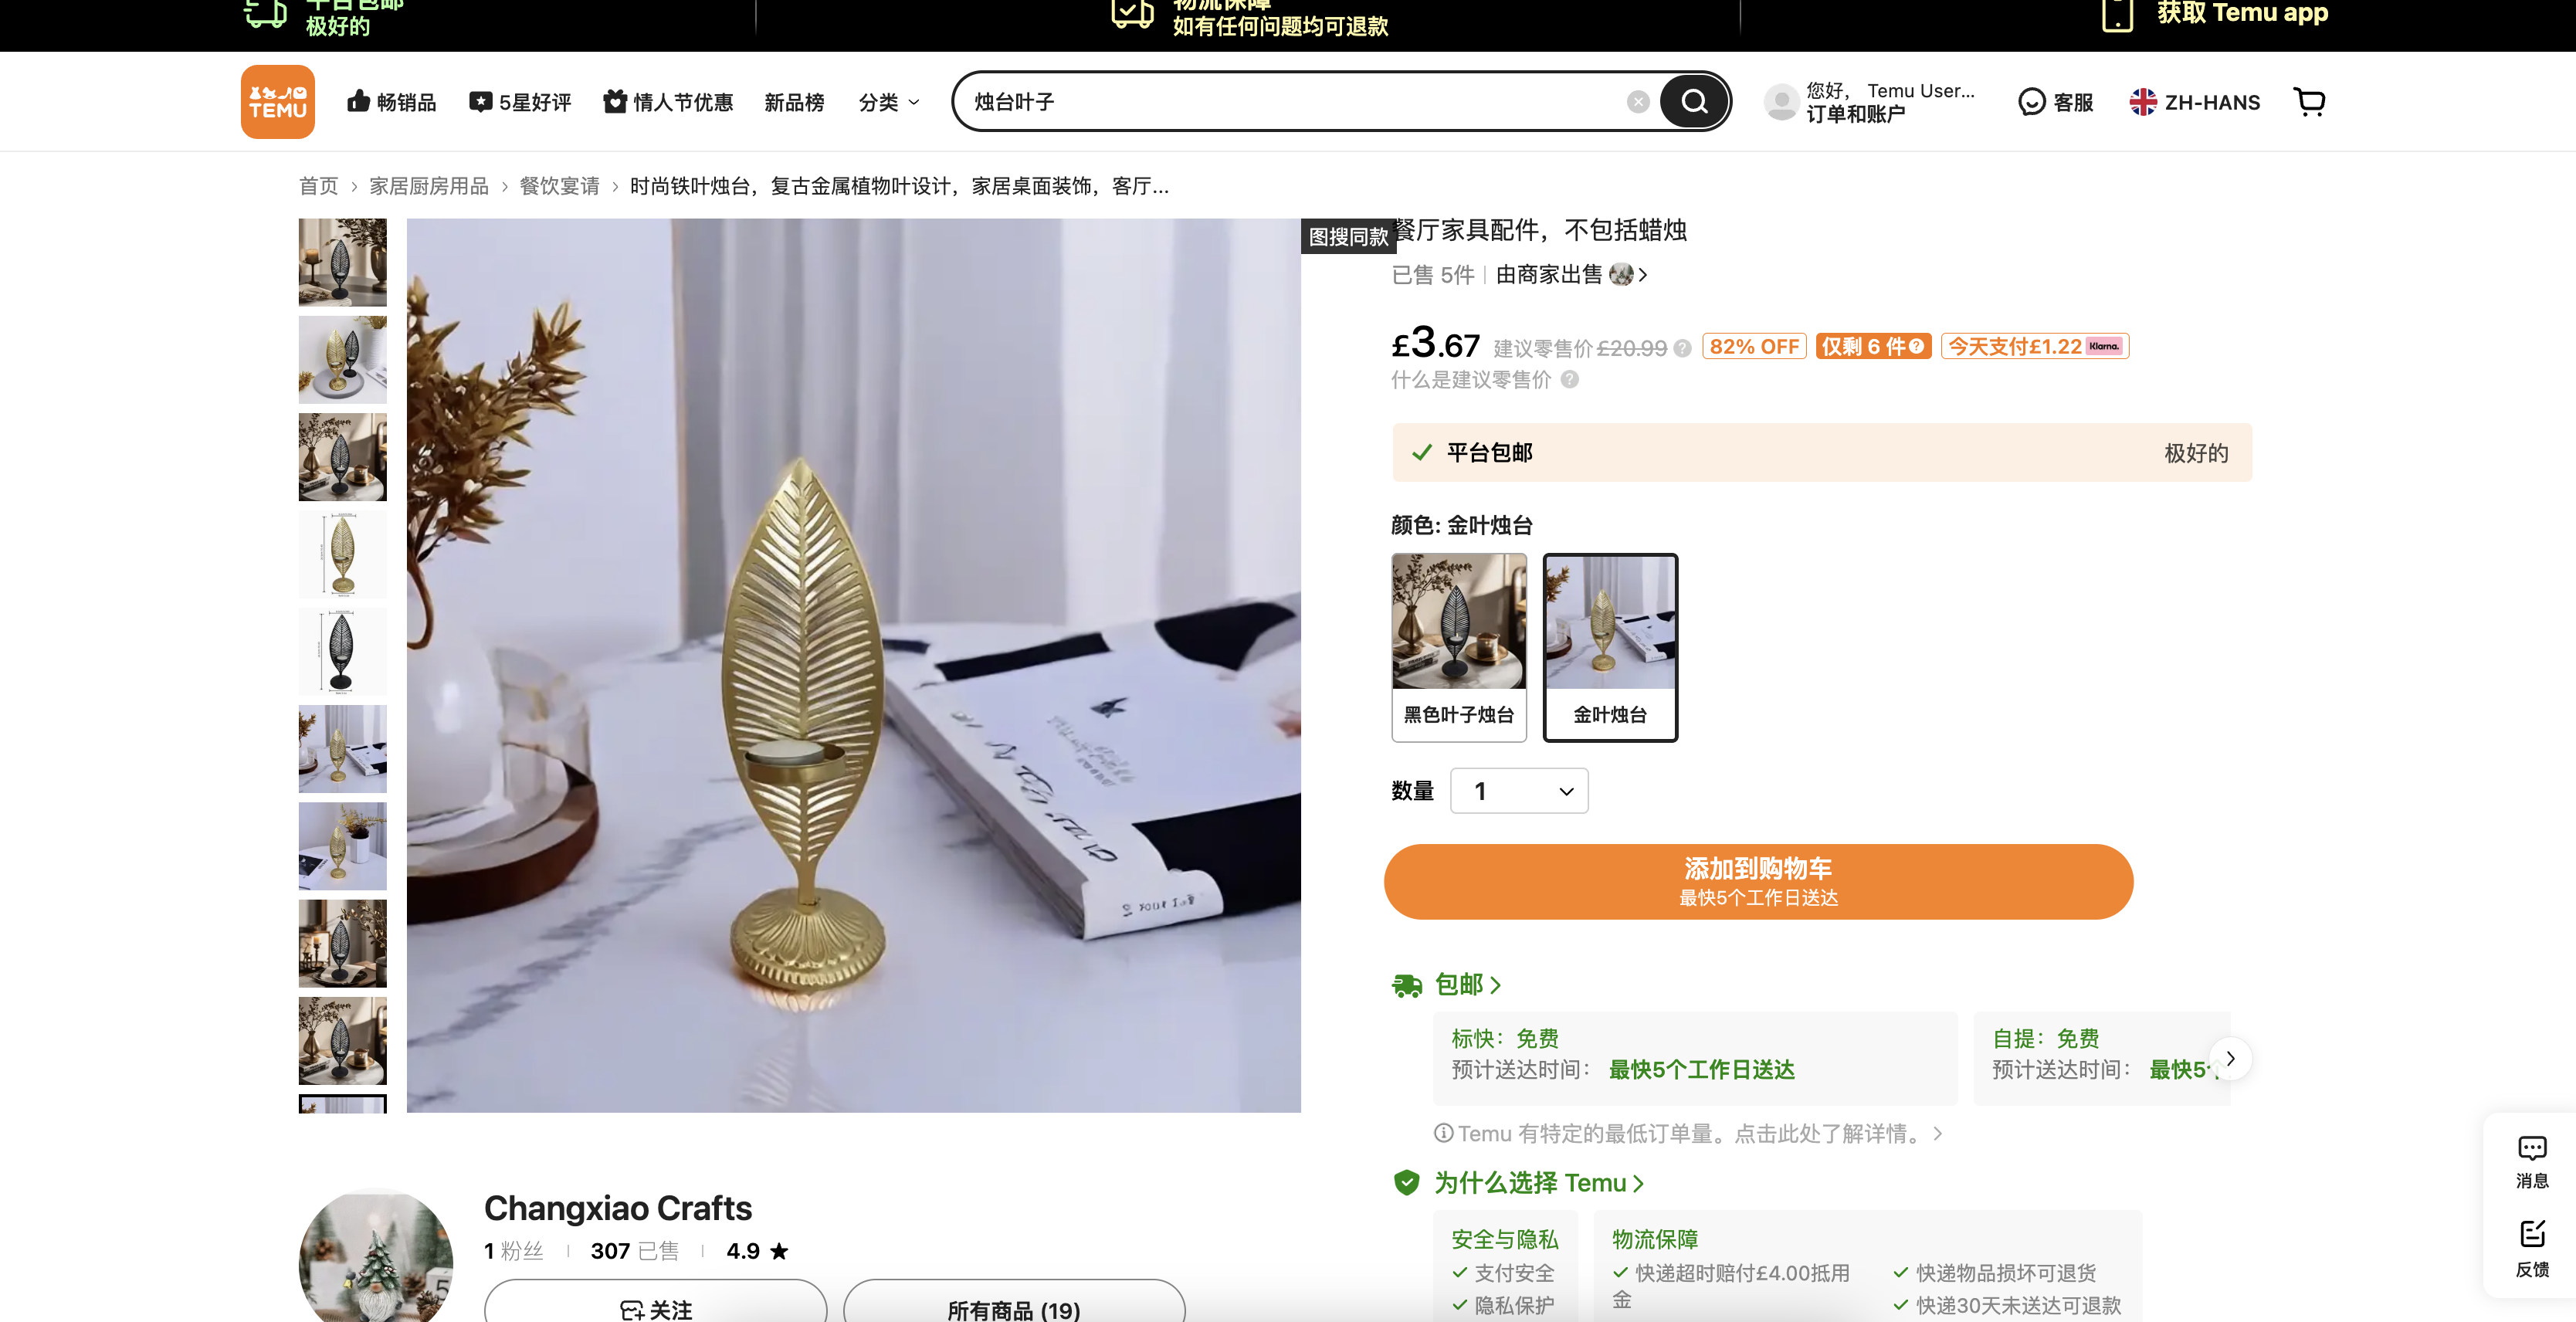 平台包邮
极好的
物流保障
如有任何问题均可退款
获取 Temu app
TEMU
畅销品
5星好评
情人节优惠
新品榜
分类
烛台叶子
您好， Temu User...
订单和账户
客服
ZH-HANS
首页 › 家居厨房用品 › 餐饮宴请 › 时尚铁叶烛台，复古金属植物叶设计，家居桌面装饰，客厅...
图搜同款
餐厅家具配件，不包括蜡烛
已售 5件 | 由商家出售
£3.67 建议零售价 £20.99 82% OFF 仅剩 6 件 今天支付£1.22 Klarna.
什么是建议零售价
平台包邮
极好的
颜色: 金叶烛台
黑色叶子烛台
金叶烛台
数量 1
添加到购物车
最快5个工作日送达
包邮
标快：免费
预计送达时间： 最快5个工作日送达
自提：免费
预计送达时间： 最快5个
Temu 有特定的最低订单量。点击此处了解详情。
为什么选择 Temu
安全与隐私
支付安全
隐私保护
物流保障
快递超时赔付£4.00抵用金
快递物品损坏可退货
快递30天未送达可退款
Changxiao Crafts
1 粉丝 | 307 已售 | 4.9 ★
关注
所有商品 (19)
消息
反馈